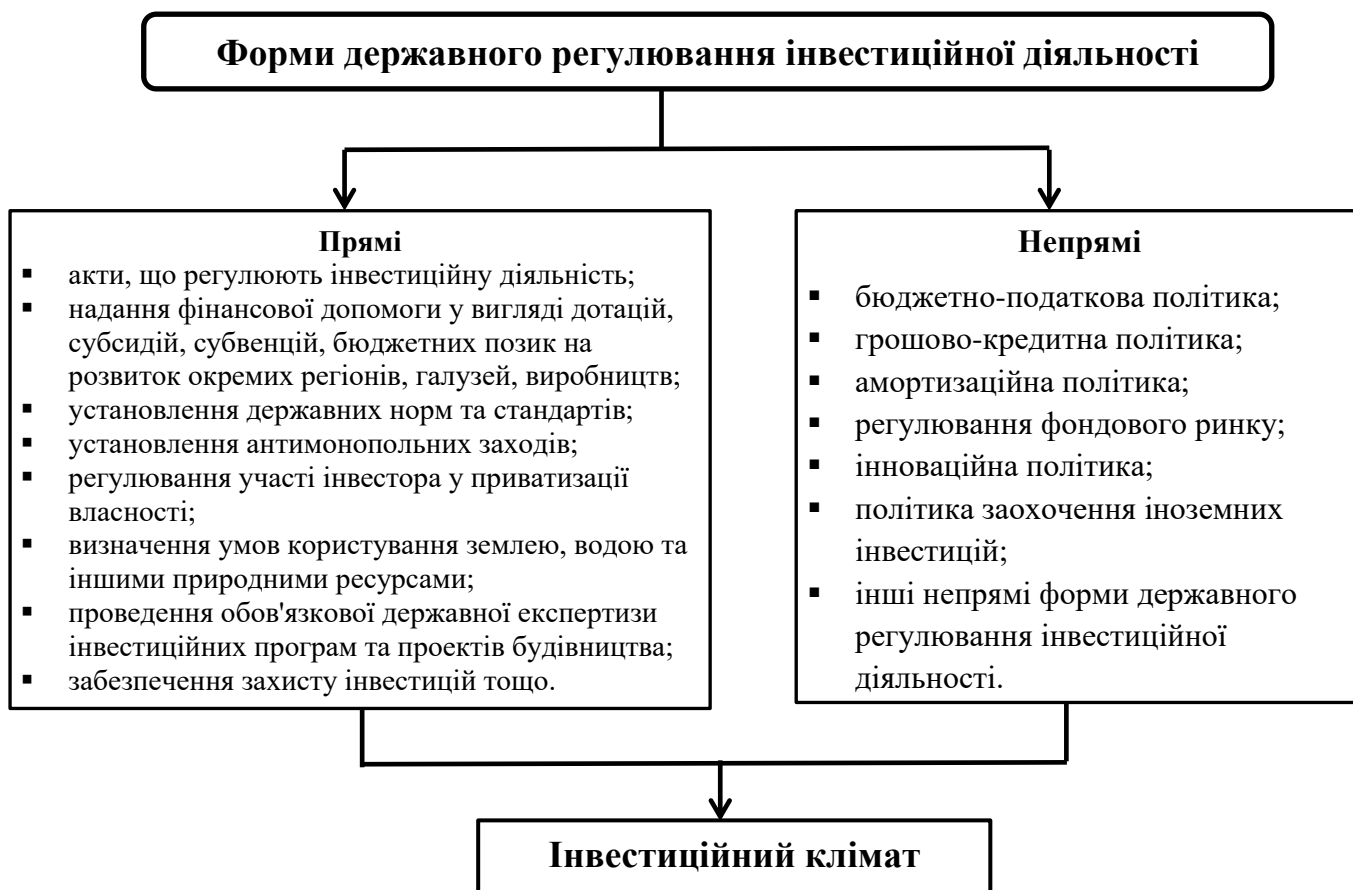 Форми державного регулювання інвестиційної діяльності
Прямі
▪ акти, що регулюють інвестиційну діяльність;
▪ надання фінансової допомоги у вигляді дотацій,
субсидій, субвенцій, бюджетних позик на
розвиток окремих регіонів, галузей, виробництв;
▪ установлення державних норм та стандартів;
▪ установлення антимонопольних заходів;
▪ регулювання участі інвестора у приватизації
власності;
▪ визначення умов користування землею, водою та
іншими природними ресурсами;
▪ проведення обов'язкової державної експертизи
інвестиційних програм та проектів будівництва;
▪ забезпечення захисту інвестицій тощо.
Непрямі
▪ бюджетно-податкова політика;
▪ грошово-кредитна політика;
▪ амортизаційна політика;
▪ регулювання фондового ринку;
▪ інноваційна політика;
▪ політика заохочення іноземних
інвестицій;
▪ інші непрямі форми державного
регулювання інвестиційної
діяльності.
Інвестиційний клімат